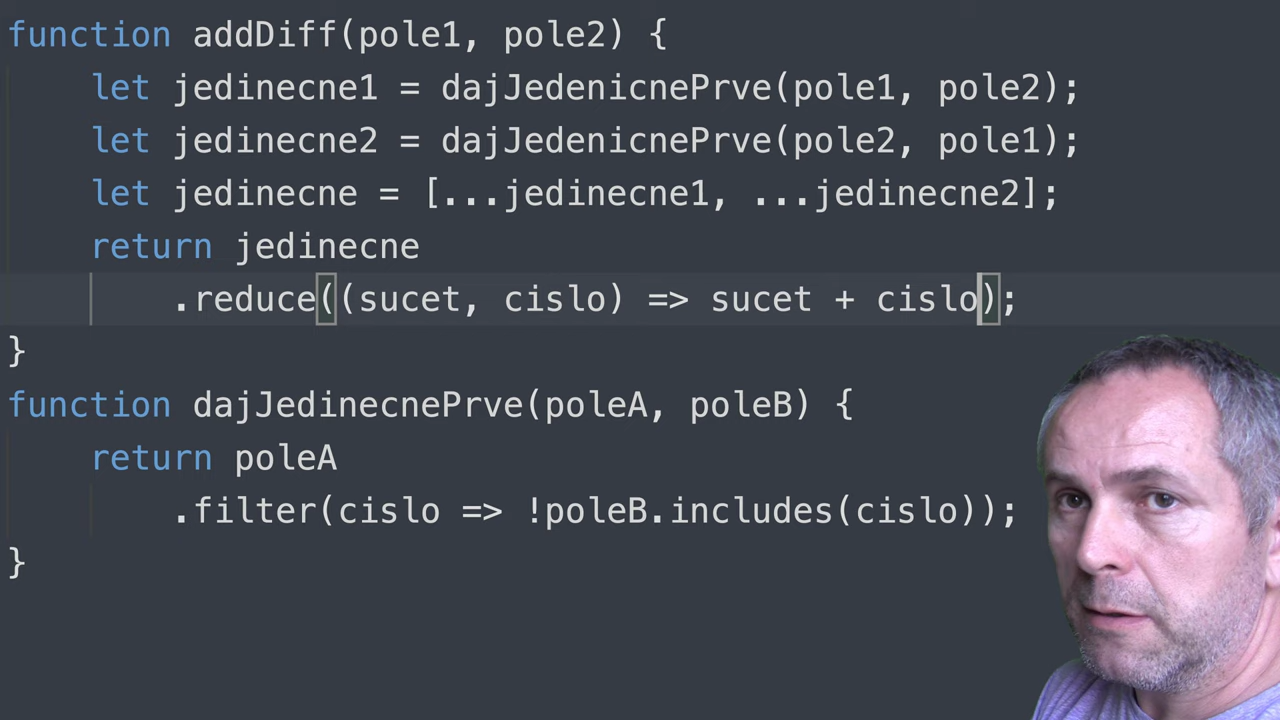 function addDiff(pole1, pole2) {
    let jedinecne1 = dajJedenicnePrve(pole1, pole2);
    let jedinecne2 = dajJedenicnePrve(pole2, pole1);
    let jedinecne = [...jedinecne1, ...jedinecne2];
    return jedinecne
        .reduce((sucet, cislo) => sucet + cislo);
}
function dajJedinecnePrve(poleA, poleB) {
    return poleA
        .filter(cislo => !poleB.includes(cislo));
}